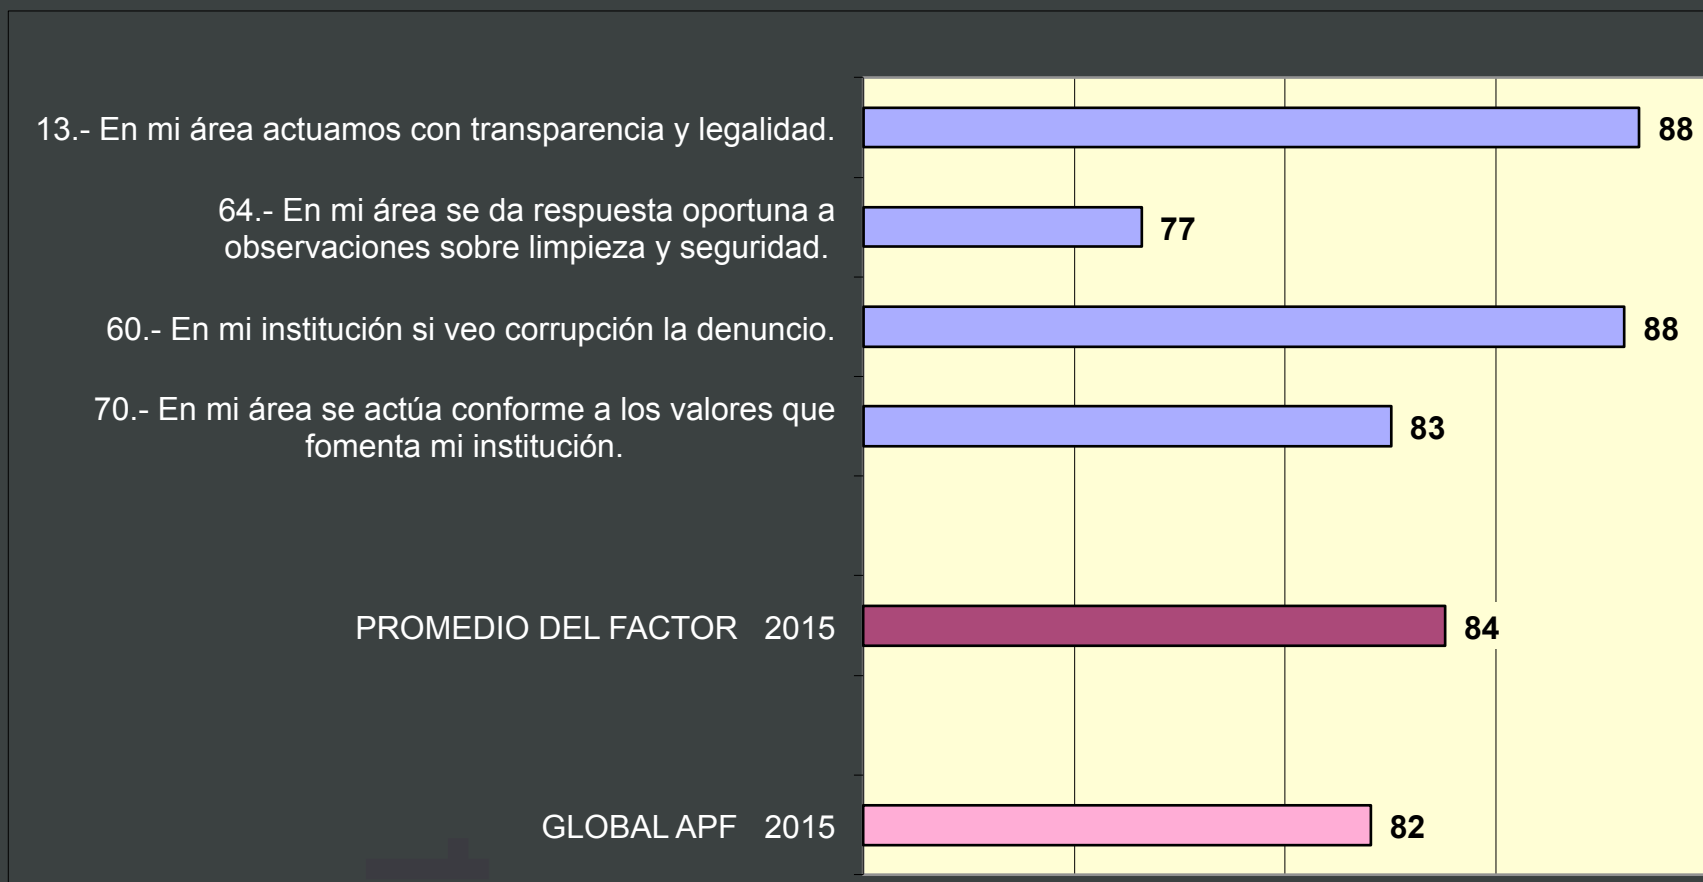 13.- En mi área actuamos con transparencia y legalidad.
88
64.- En mi área se da respuesta oportuna a
observaciones sobre limpieza y seguridad.
77
60.- En mi institución si veo corrupción la denuncio.
88
70.- En mi área se actúa conforme a los valores que
fomenta mi institución.
83
PROMEDIO DEL FACTOR 2015
84
GLOBAL APF 2015
82